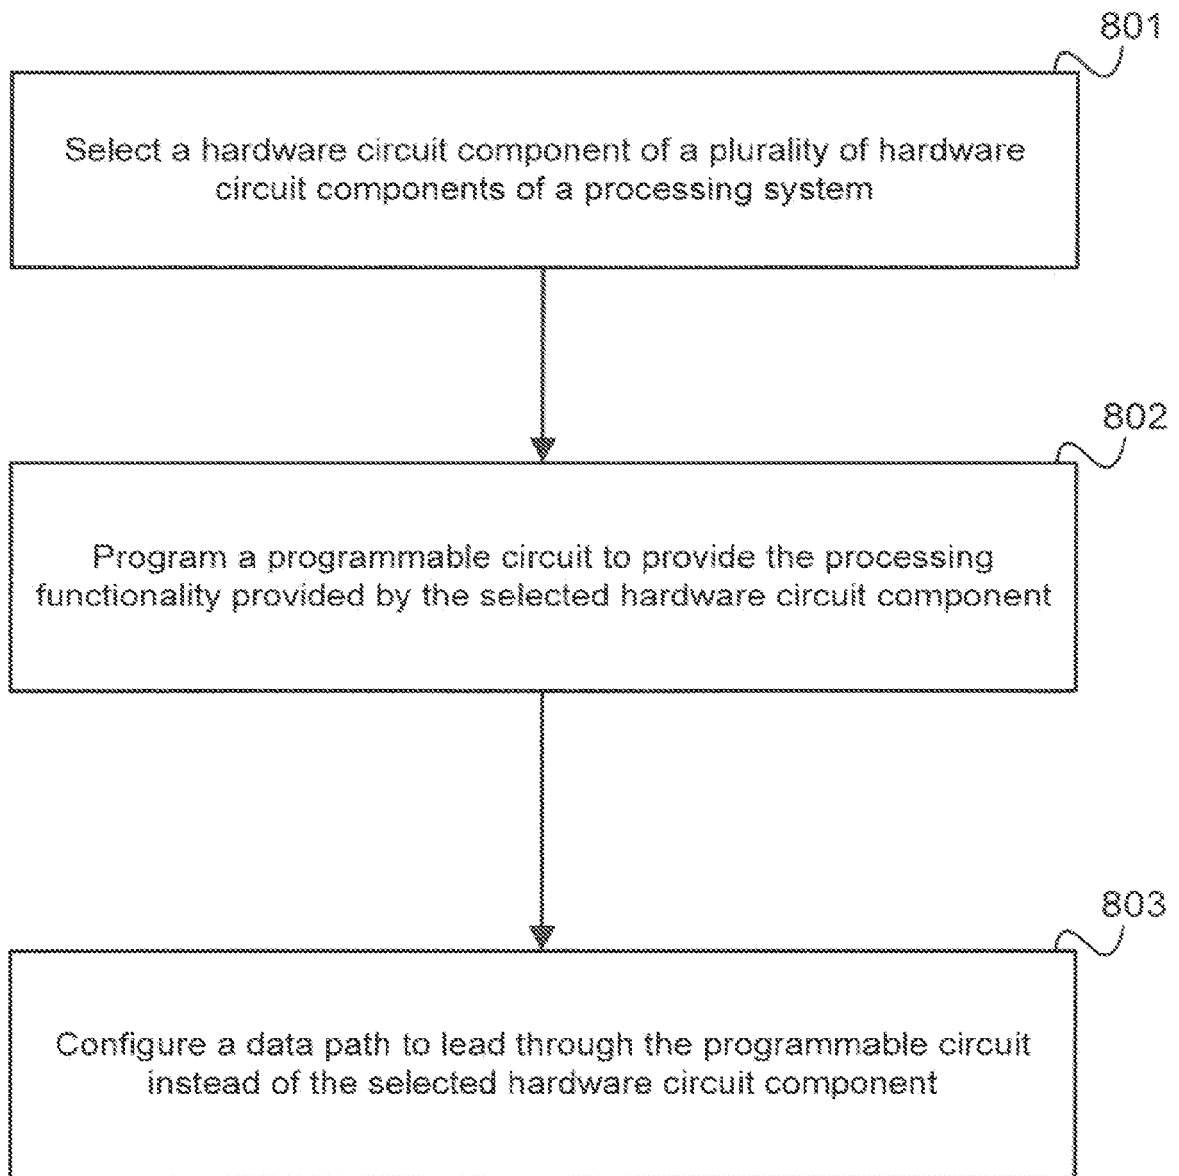 801
Select a hardware circuit component of a plurality of hardware
circuit components of a processing system
802
Program a programmable circuit to provide the processing
functionality provided by the selected hardware circuit component
803
Configure a data path to lead through the programmable circuit
instead of the selected hardware circuit component